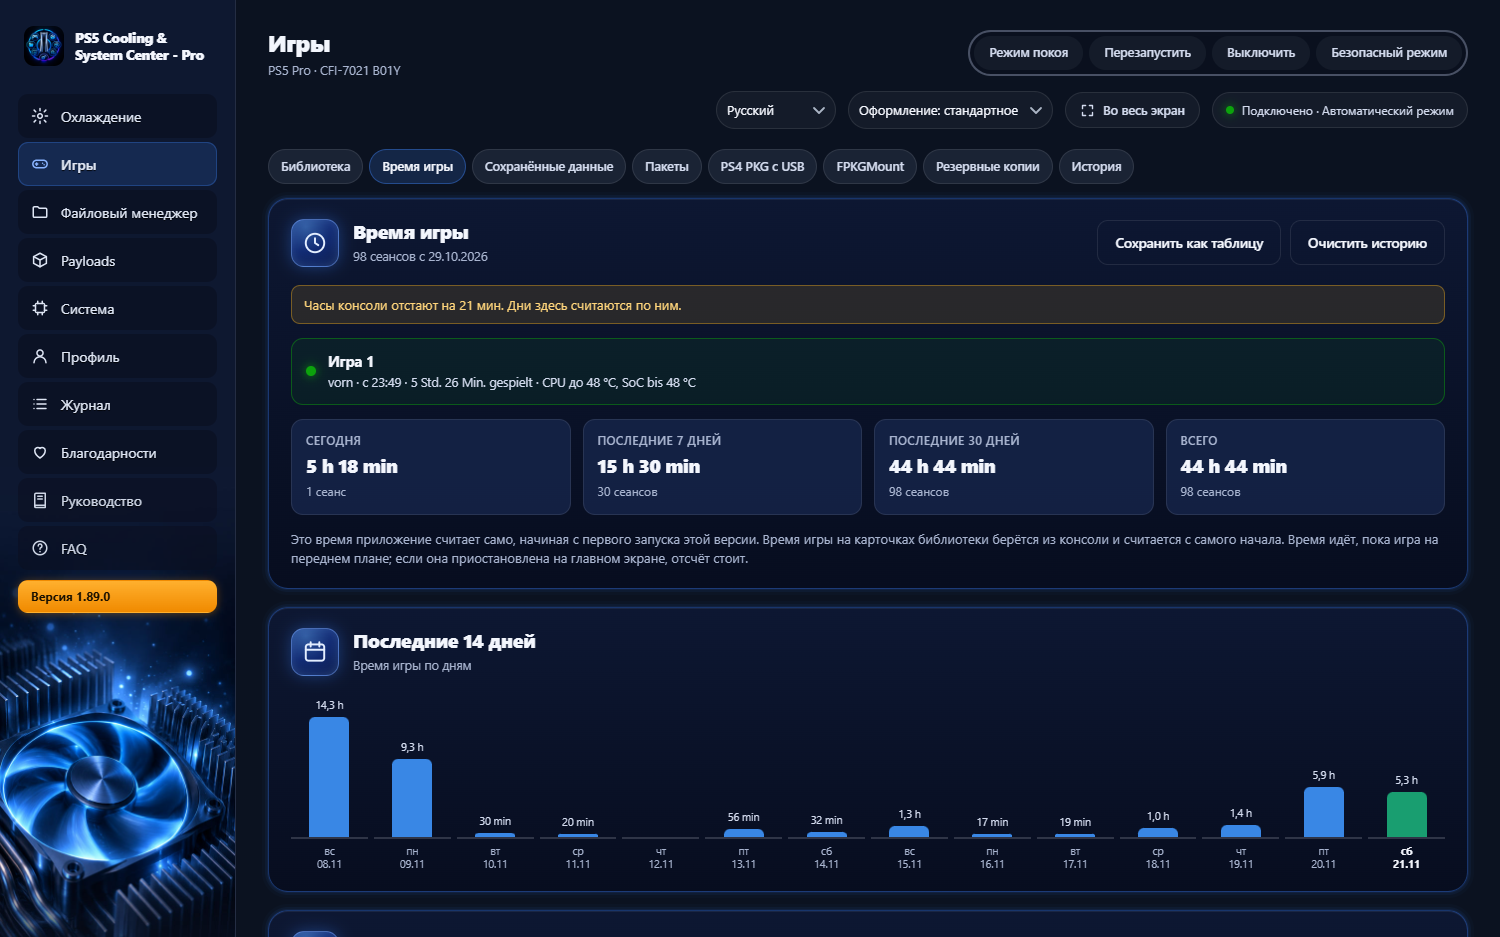 PS5 Cooling &
System Center - Pro
Охлаждение
Игры
Файловый менеджер
Payloads
Система
Профиль
Журнал
Благодарности
Руководство
FAQ
Версия 1.89.0
Игры
PS5 Pro · CFI-7021 B01Y
Режим покоя
Перезапустить
Выключить
Безопасный режим
Русский
Оформление: стандартное
Во весь экран
Подключено · Автоматический режим
Библиотека
Время игры
Сохранённые данные
Пакеты
PS4 PKG с USB
FPKGMount
Резервные копии
История
Время игры
98 сеансов с 29.10.2026
Сохранить как таблицу
Очистить историю
Часы консоли отстают на 21 мин. Дни здесь считаются по ним.
Игра 1
vorn · с 23:49 · 5 Std. 26 Min. gespielt · CPU до 48 °C, SoC bis 48 °C
СЕГОДНЯ
5 h 18 min
1 сеанс
ПОСЛЕДНИЕ 7 ДНЕЙ
15 h 30 min
30 сеансов
ПОСЛЕДНИЕ 30 ДНЕЙ
44 h 44 min
98 сеансов
ВСЕГО
44 h 44 min
98 сеансов
Это время приложение считает само, начиная с первого запуска этой версии. Время игры на карточках библиотеки берётся из консоли и считается с самого начала. Время идёт, пока игра на
переднем плане; если она приостановлена на главном экране, отсчёт стоит.
Последние 14 дней
Время игры по дням
14,3 h
9,3 h
30 min
20 min
56 min
32 min
1,3 h
17 min
19 min
1,0 h
1,4 h
5,9 h
5,3 h
вс
08.11
пн
09.11
вт
10.11
ср
11.11
чт
12.11
пт
13.11
сб
14.11
вс
15.11
пн
16.11
вт
17.11
ср
18.11
чт
19.11
пт
20.11
сб
21.11